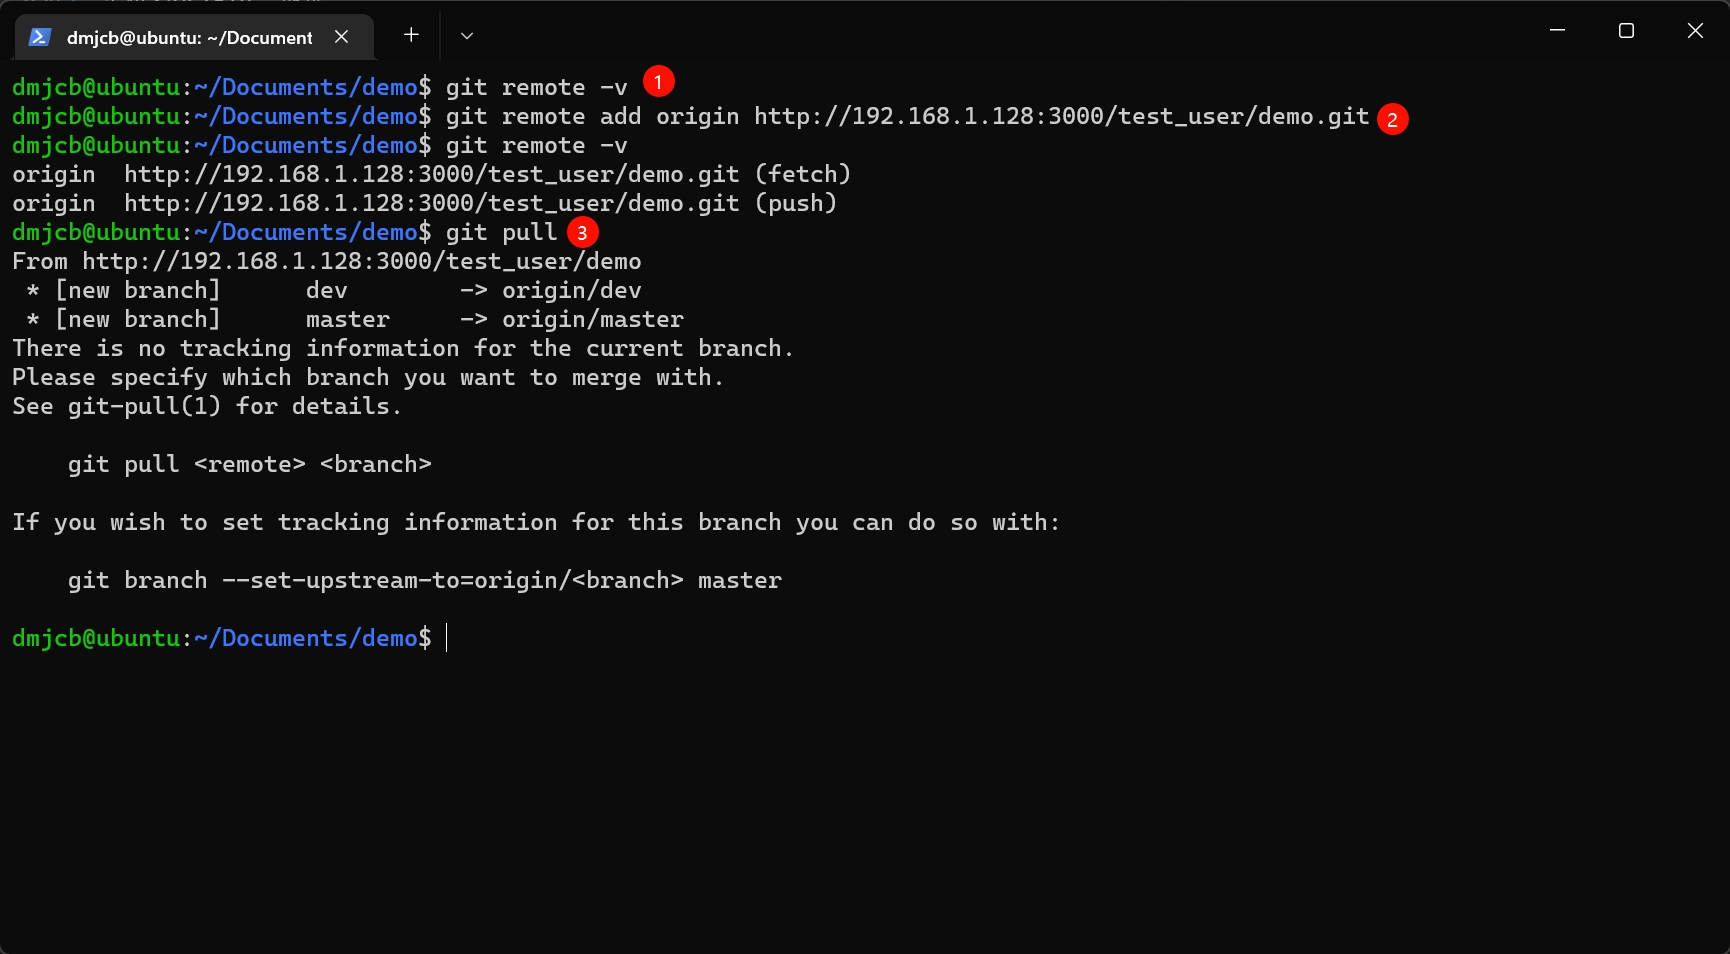 dmjcb@ubuntu: ~/Document
dmjcb@ubuntu:~/Documents/demo$ git remote -v 1
dmjcb@ubuntu:~/Documents/demo$ git remote add origin http://192.168.1.128:3000/test_user/demo.git 2
dmjcb@ubuntu:~/Documents/demo$ git remote -v
origin  http://192.168.1.128:3000/test_user/demo.git (fetch)
origin  http://192.168.1.128:3000/test_user/demo.git (push)
dmjcb@ubuntu:~/Documents/demo$ git pull 3
From http://192.168.1.128:3000/test_user/demo
 * [new branch]      dev        -> origin/dev
 * [new branch]      master     -> origin/master
There is no tracking information for the current branch.
Please specify which branch you want to merge with.
See git-pull(1) for details.
    git pull <remote> <branch>
If you wish to set tracking information for this branch you can do so with:
    git branch --set-upstream-to=origin/<branch> master
dmjcb@ubuntu:~/Documents/demo$